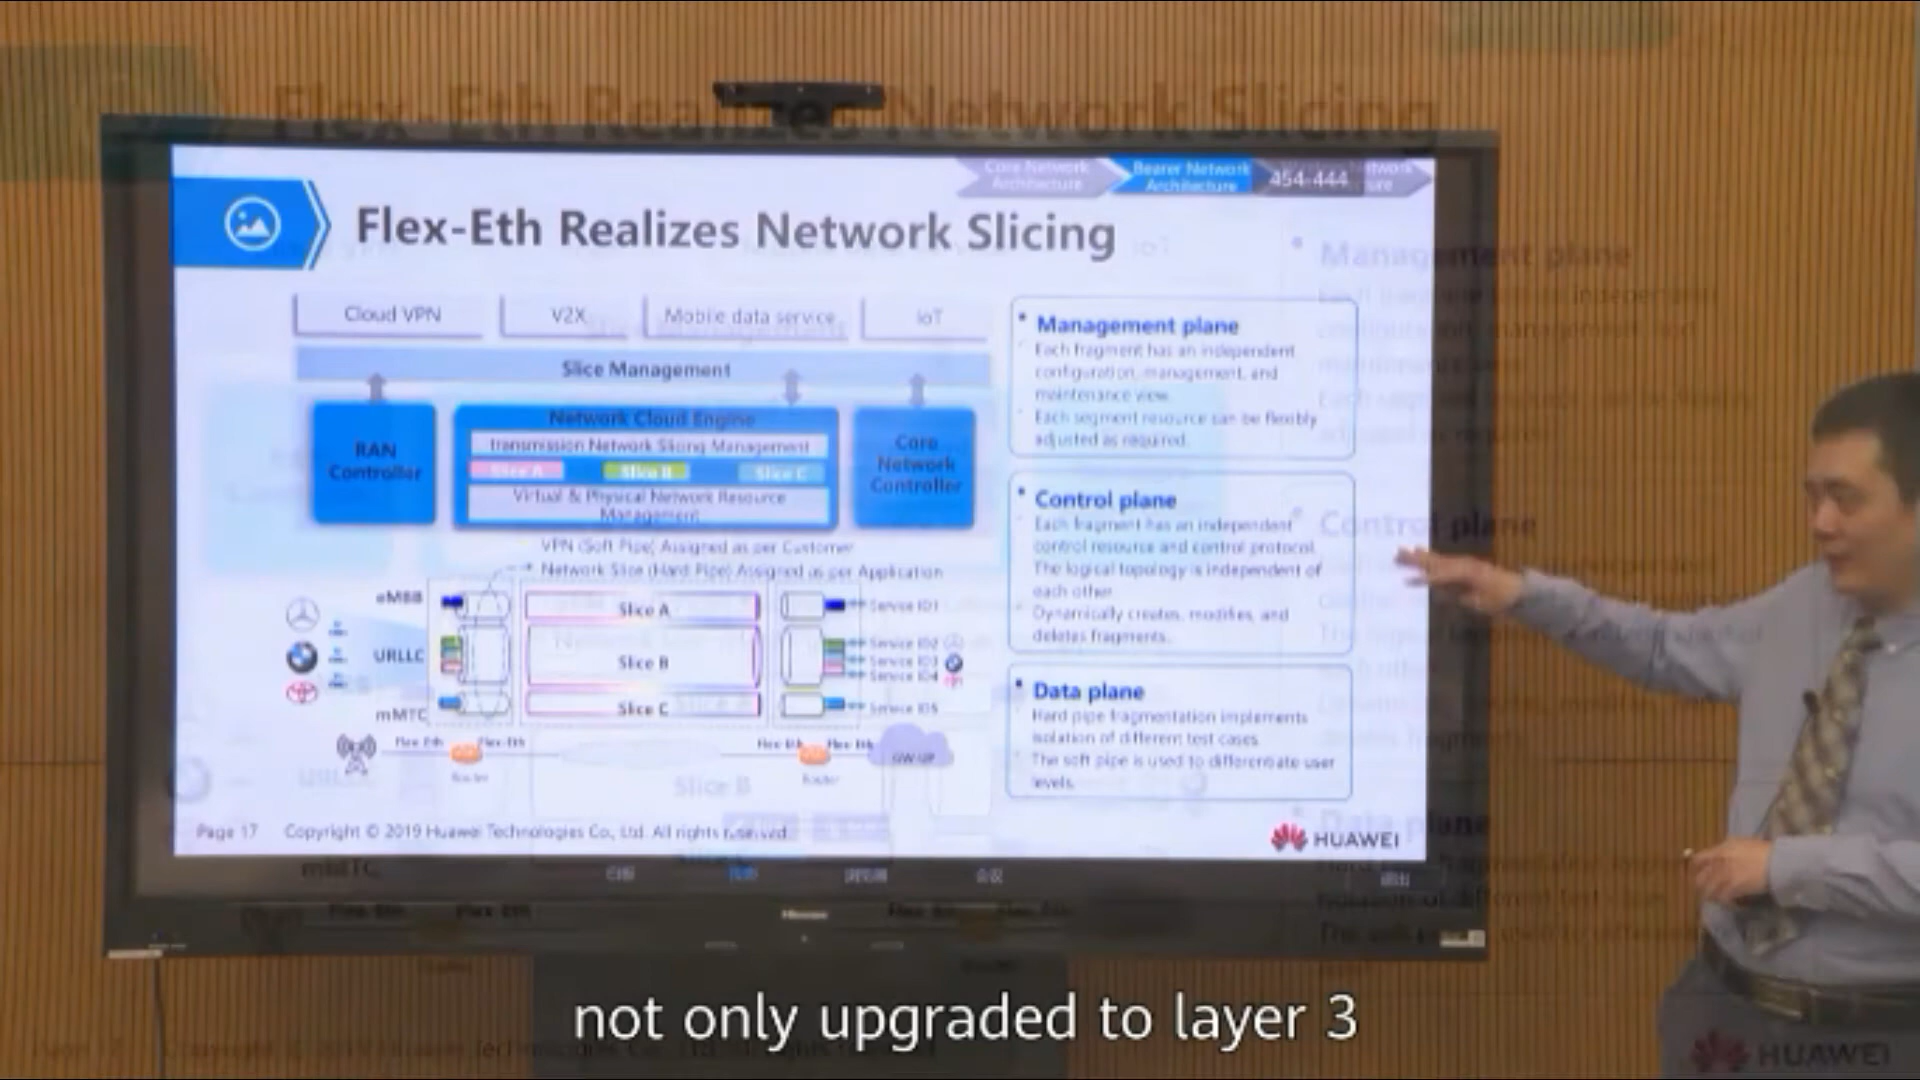 Core Network
Architecture
Bearer Network
Architecture
454-444
Flex-Eth Realizes Network Slicing
Cloud VPN
V2X
Mobile data service
IoT
Slice Management
RAN
Controller
Network Cloud Engine
transmission Network Slicing Management
Slice A
Slice B
Slice C
Virtual & Physical Network Resource
Management
Core
Network
Controller
VPN (Soft Pipe) Assigned as per Customer
Network Slice (Hard Pipe) Assigned as per Application
eMBB
URLLC
mMTC
Slice A
Slice B
Slice C
Service ID1
Service ID2
Service ID3
Service ID4
Service ID5
Flex-Eth
Flex-Eth
Flex-Eth
Flex-Eth
Router
Router
GW-UP
Management plane
Each fragment has an independent
configuration, management, and
maintenance view.
Each segment resource can be flexibly
adjusted as required.
Control plane
Each fragment has an independent
control resource and control protocol.
The logical topology is independent of
each other.
Dynamically creates, modifies, and
deletes fragments.
Data plane
Hard pipe fragmentation implements
isolation of different test cases.
The soft pipe is used to differentiate user
levels.
Page 17
Copyright © 2019 Huawei Technologies Co., Ltd. All rights reserved.
HUAWEI
Hisense
not only upgraded to layer 3
HUAWEI